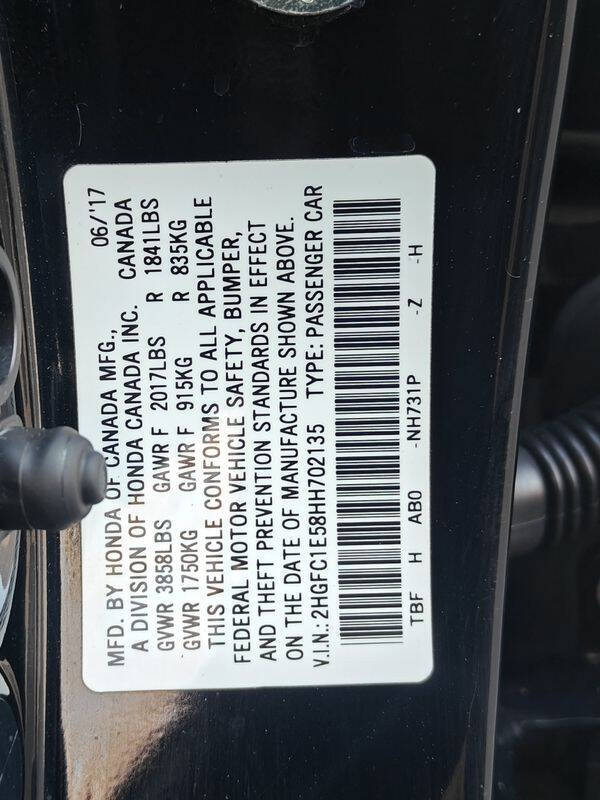 MFD. BY HONDA OF CANADA MFG., 06/'17
A DIVISION OF HONDA CANADA INC. CANADA
GVWR 3858LBS GAWR F 2017LBS R 1841LBS
GVWR 1750KG GAWR F 915KG R 835KG
THIS VEHICLE CONFORMS TO ALL APPLICABLE
FEDERAL MOTOR VEHICLE SAFETY, BUMPER,
AND THEFT PREVENTION STANDARDS IN EFFECT
ON THE DATE OF MANUFACTURE SHOWN ABOVE.
V.I.N.: 2HGFC1E58HH702135 TYPE: PASSENGER CAR
TBF H AB0 -NH731P -Z -H